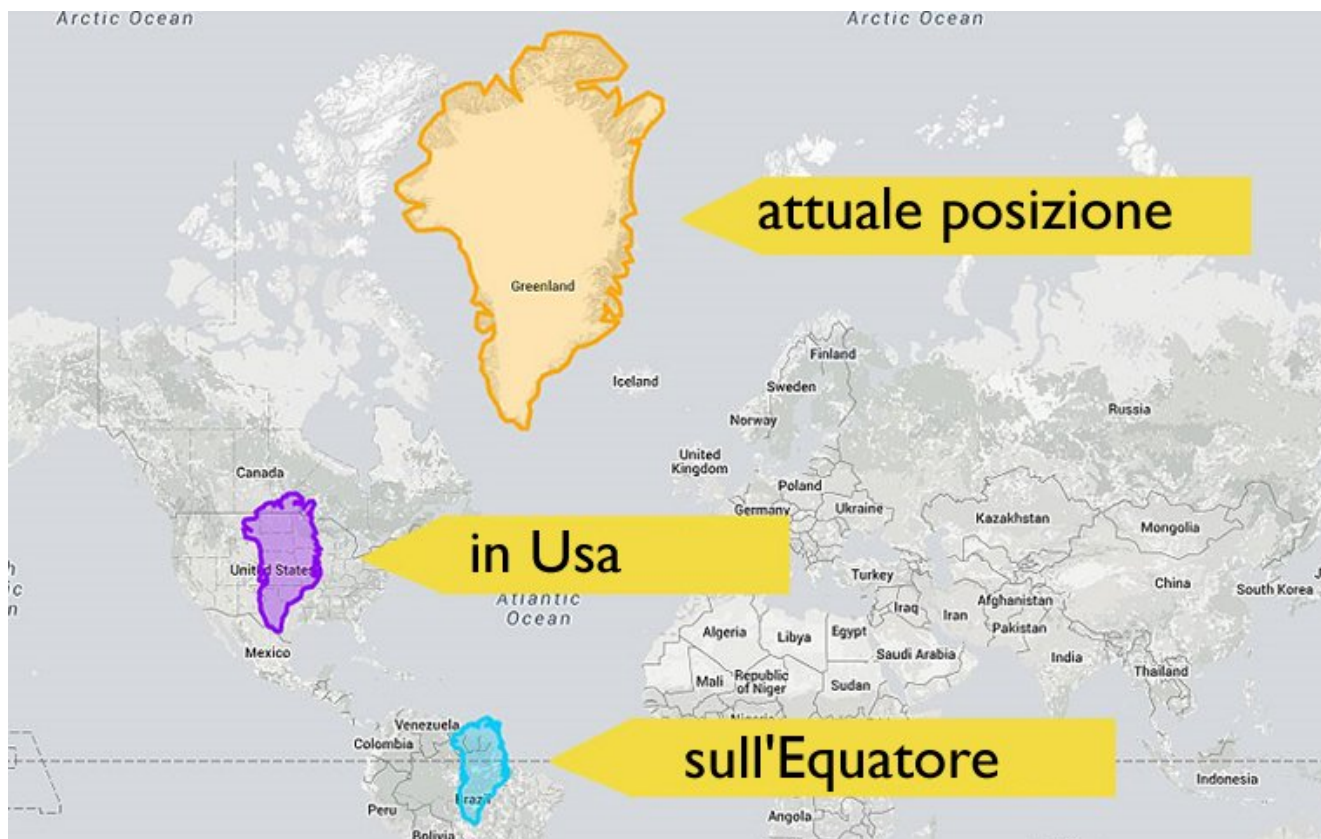 Arctic Ocean
Arctic Ocean
attuale posizione
Greenland
Finland
Iceland
Sweden
Russia
Norway
United
Kingdom
Canada
Poland
Germany
Ukraine
Kazakhstan
Mongolia
in Usa
United States
Turkey
China
South Korea
Atlantic
Ocean
Iraq
Iran
Afghanistan
Pakistan
Algeria
Libya
Egypt
Saudi Arabia
India
Mexico
Mali
Republic
of Niger
Sudan
Thailand
Venezuela
Colombia
sull'Equatore
Indonesia
Brazil
Peru
Angola
Bolivia